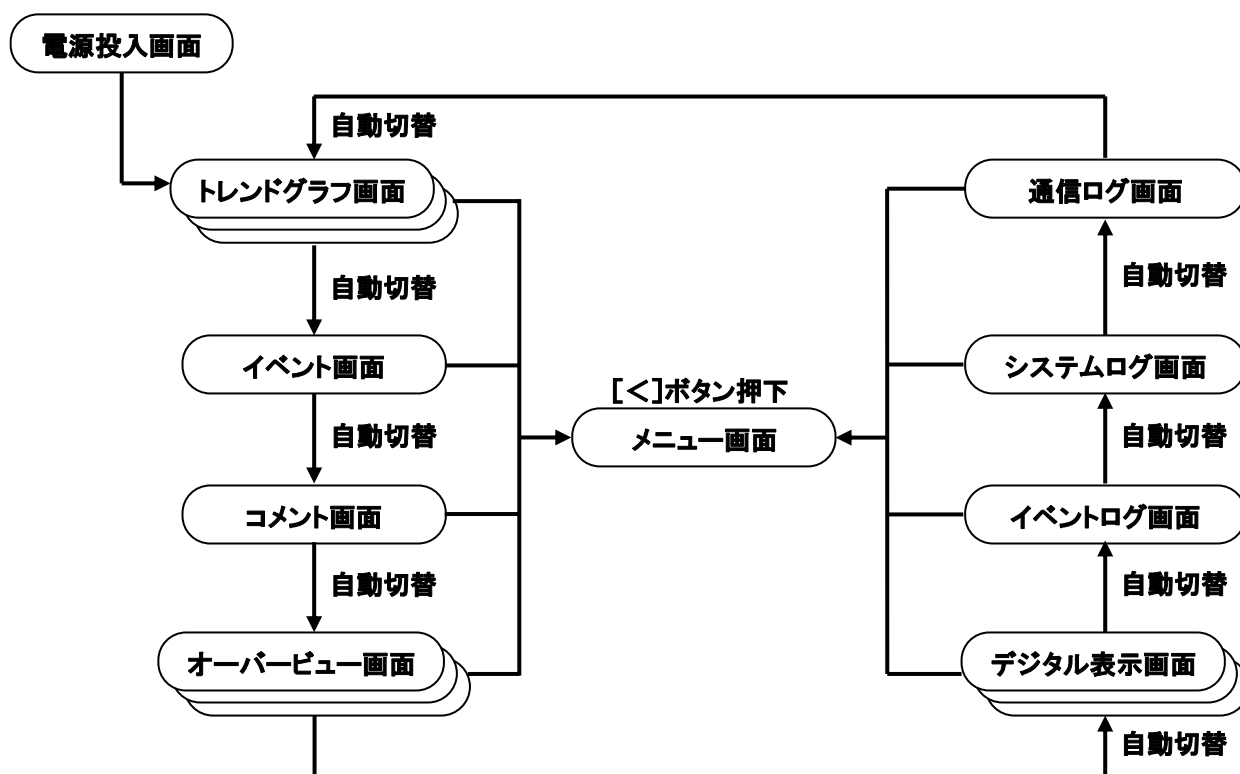 電源投入画面
自動切替
トレンドグラフ画面
通信ログ画面
自動切替
自動切替
イベント画面
システムログ画面
[<]ボタン押下
メニュー画面
自動切替
自動切替
コメント画面
イベントログ画面
自動切替
自動切替
オーバービュー画面
デジタル表示画面
自動切替